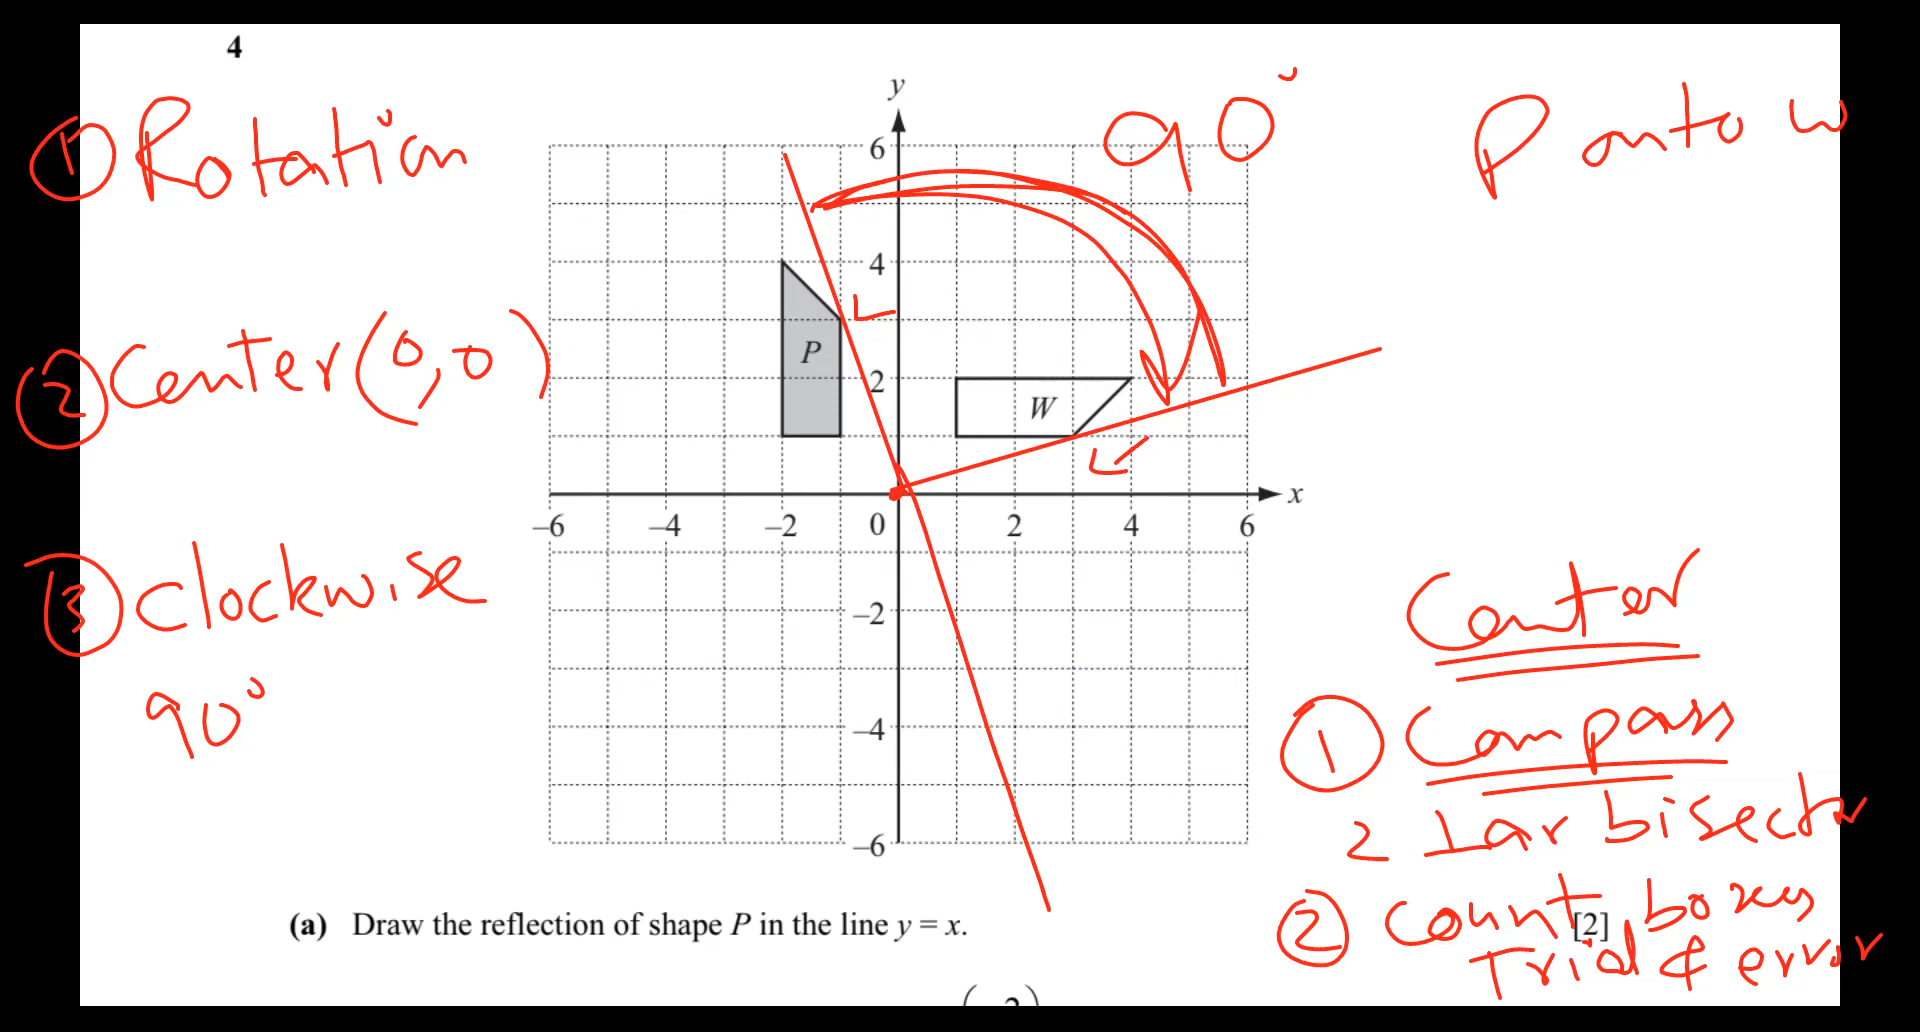 4
① Rotation
90°
P onto W
② Center (0,0)
③ Clockwise
90°
y
6
4
2
P
W
x
–6 –4 –2 0 2 4 6
–2
–4
–6
Center
① Compass
2 ⊥ar bisector
② Count boxes
Trial & error
(a) Draw the reflection of shape P in the line y = x. [2]